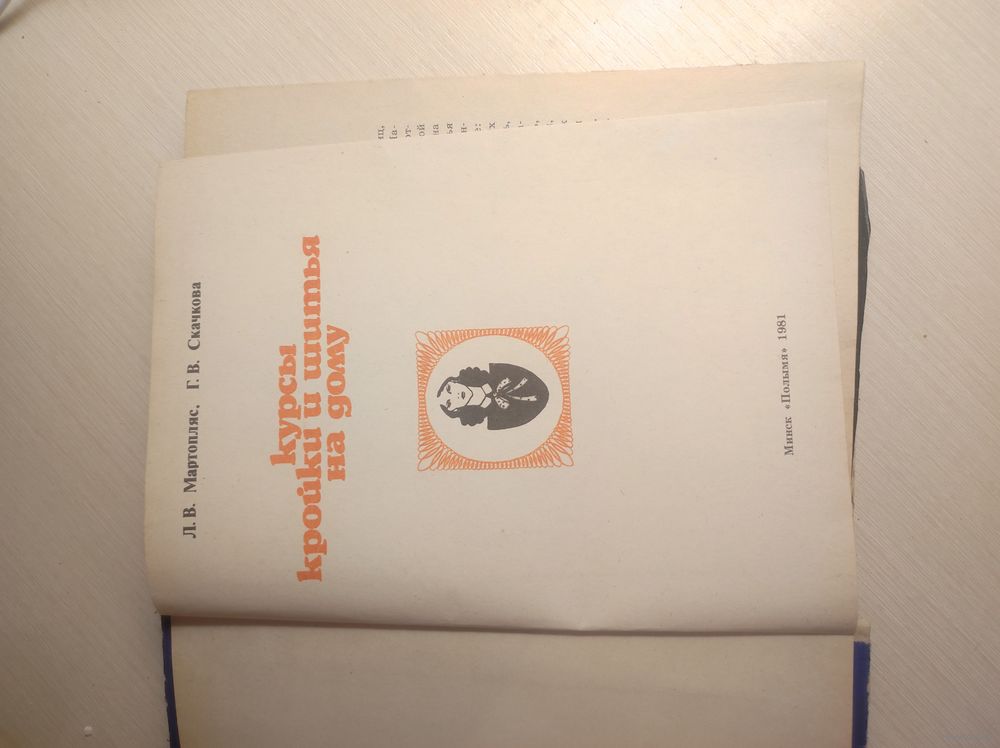 Л. В. Мартопляс, Г. В. Скачкова
курсы
кройки и шитья
на дому
Минск «Полымя» 1981